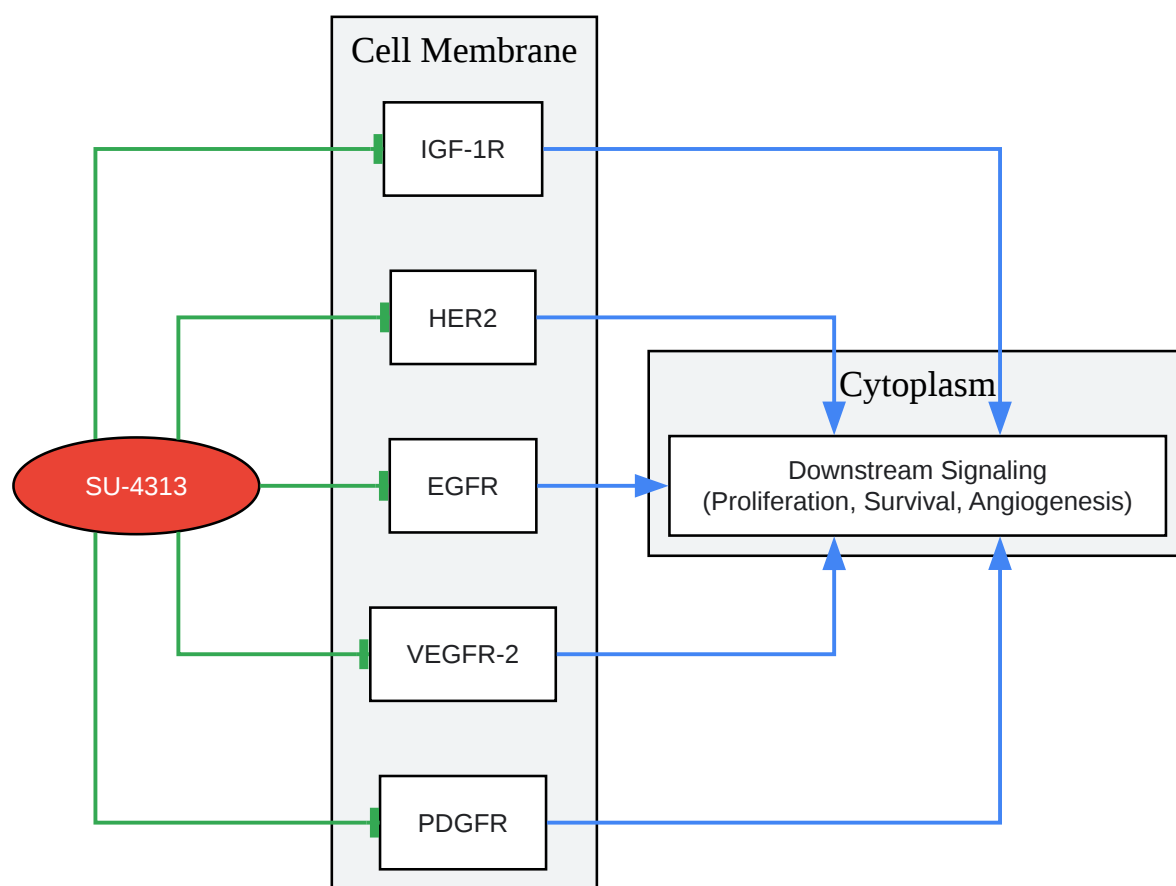 Cell Membrane
IGF-1R
HER2
Cytoplasm
SU-4313
EGFR
Downstream Signaling
(Proliferation, Survival, Angiogenesis)
VEGFR-2
PDGFR